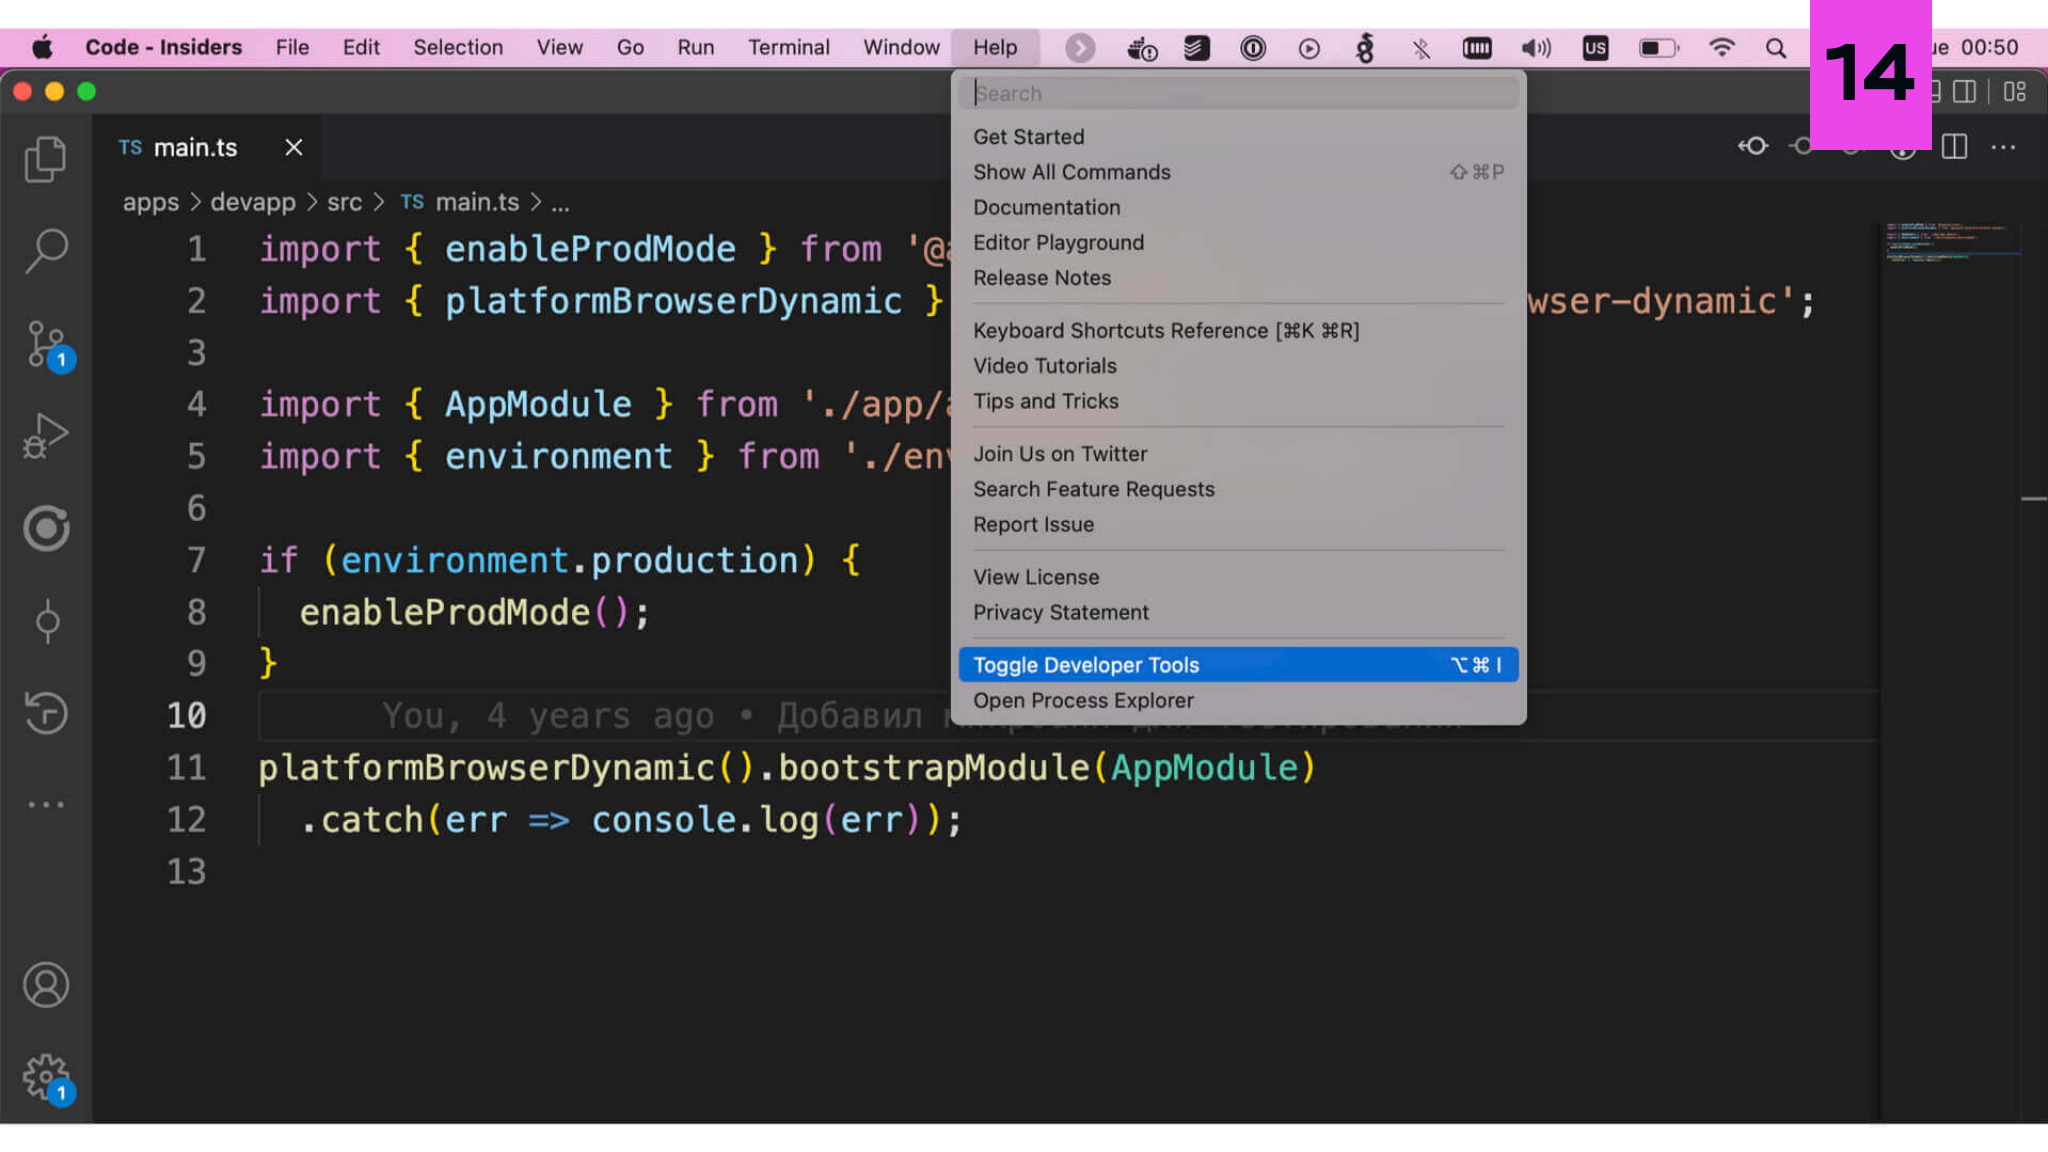 Code - Insiders File Edit Selection View Go Run Terminal Window Help US 00:50
14
Search
TS main.ts
Get Started
Show All Commands ⇧⌘P
apps > devapp > src > TS main.ts > ...
Documentation
Editor Playground
Release Notes
Keyboard Shortcuts Reference [⌘K ⌘R]
Video Tutorials
Tips and Tricks
Join Us on Twitter
Search Feature Requests
Report Issue
View License
Privacy Statement
Toggle Developer Tools ⌥⌘I
Open Process Explorer
1 import { enableProdMode } from '@
2 import { platformBrowserDynamic } wser-dynamic';
3
4 import { AppModule } from './app/
5 import { environment } from './en
6
7 if (environment.production) {
8 enableProdMode();
9 }
10 You, 4 years ago • Добавил
11 platformBrowserDynamic().bootstrapModule(AppModule)
12 .catch(err => console.log(err));
13
1
1